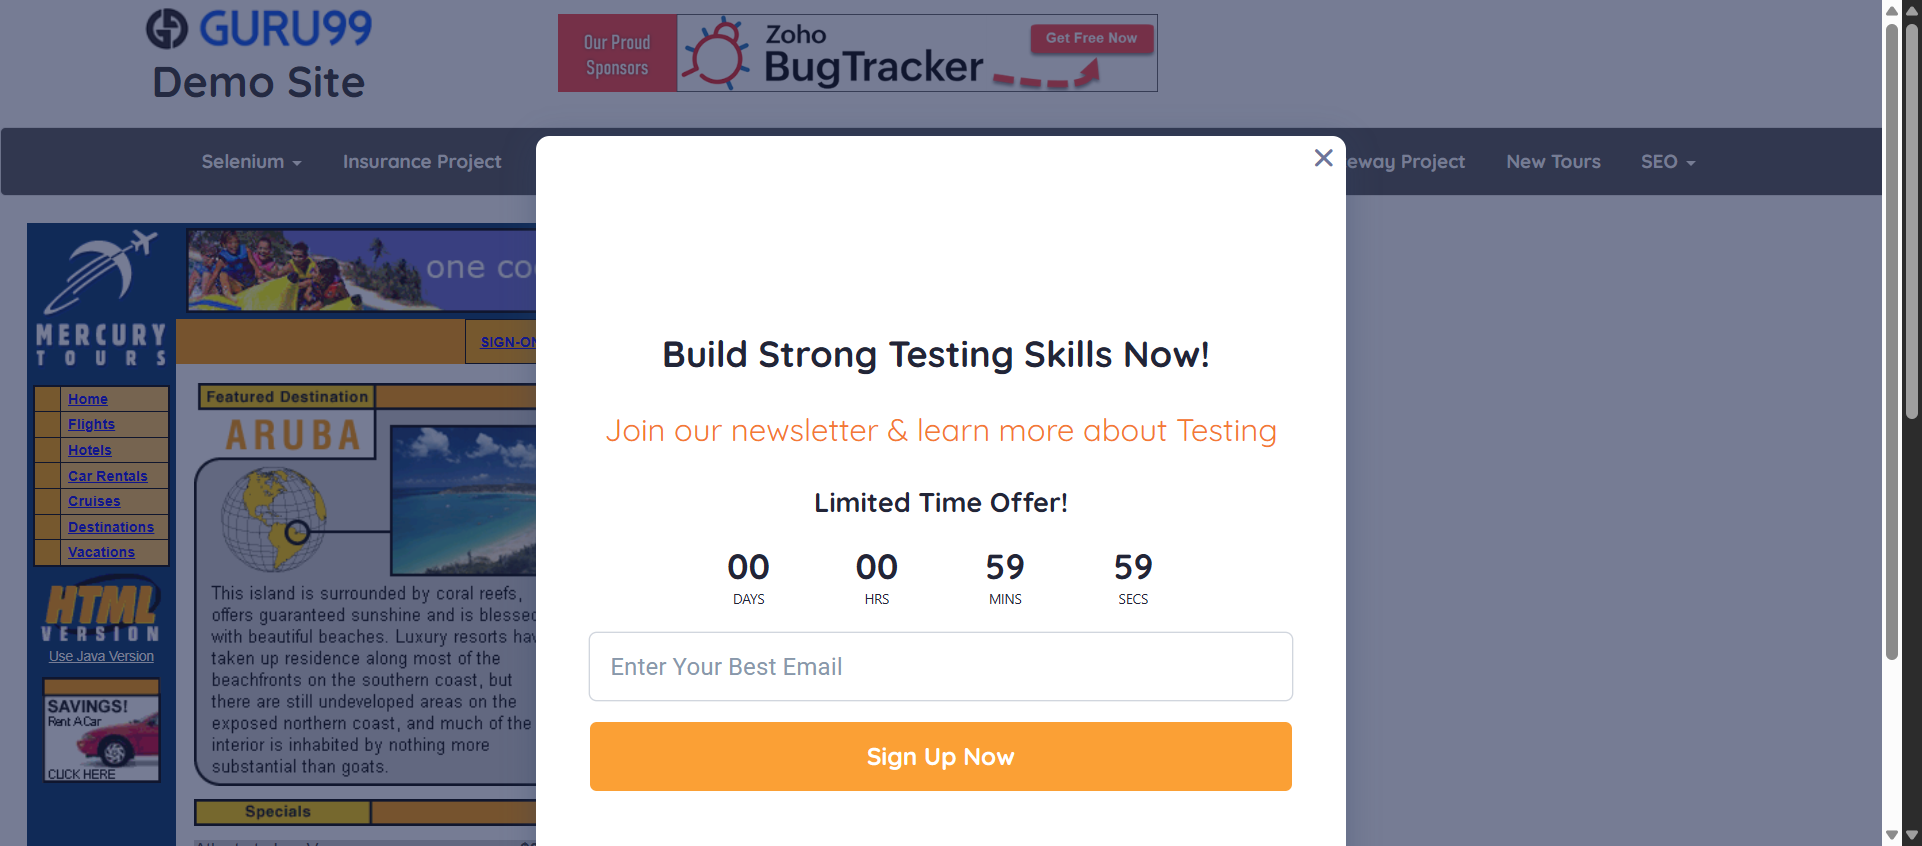 GURU99
Demo Site
Our Proud
Sponsors
Zoho
BugTracker
Get Free Now
Selenium
Insurance Project
eway Project
New Tours
SEO
MERCURY
TOURS
one co
SIGN-ON
Home
Flights
Hotels
Car Rentals
Cruises
Destinations
Vacations
HTML
VERSION
Use Java Version
SAVINGS!
Rent A Car
CLICK HERE
Featured Destination
ARUBA
This island is surrounded by coral reefs,
offers guaranteed sunshine and is blessed
with beautiful beaches. Luxury resorts hav
taken up residence along most of the
beachfronts on the southern coast, but
there are still undeveloped areas on the
exposed northern coast, and much of the
interior is inhabited by nothing more
substantial than goats.
Specials
Build Strong Testing Skills Now!
Join our newsletter & learn more about Testing
Limited Time Offer!
00 00 59 59
DAYS HRS MINS SECS
Enter Your Best Email
Sign Up Now